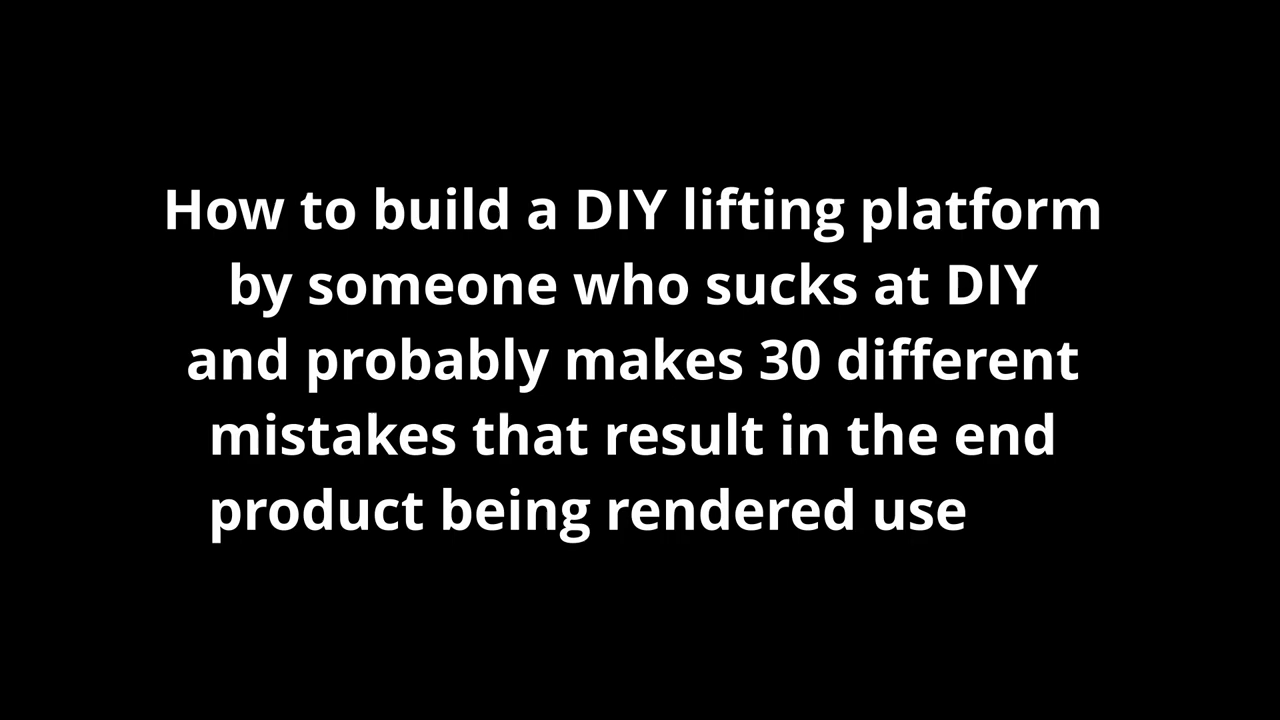 How to build a DIY lifting platform
by someone who sucks at DIY
and probably makes 30 different
mistakes that result in the end
product being rendered use